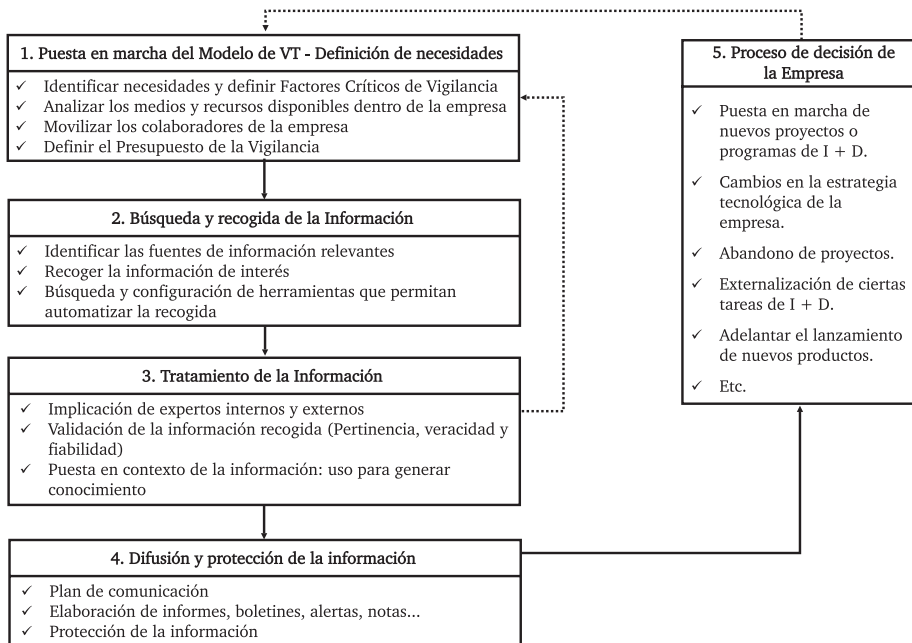 1. Puesta en marcha del Modelo de VT - Definición de necesidades
✓ Identificar necesidades y definir Factores Críticos de Vigilancia
✓ Analizar los medios y recursos disponibles dentro de la empresa
✓ Movilizar los colaboradores de la empresa
✓ Definir el Presupuesto de la Vigilancia
2. Búsqueda y recogida de la Información
✓ Identificar las fuentes de información relevantes
✓ Recoger la información de interés
✓ Búsqueda y configuración de herramientas que permitan
automatizar la recogida
3. Tratamiento de la Información
✓ Implicación de expertos internos y externos
✓ Validación de la información recogida (Pertinencia, veracidad y
fiabilidad)
✓ Puesta en contexto de la información: uso para generar
conocimiento
4. Difusión y protección de la información
✓ Plan de comunicación
✓ Elaboración de informes, boletines, alertas, notas...
✓ Protección de la información
5. Proceso de decisión de
la Empresa
✓ Puesta en marcha de
nuevos proyectos o
programas de I + D.
✓ Cambios en la estrategia
tecnológica de la
empresa.
✓ Abandono de proyectos.
✓ Externalización de ciertas
tareas de I + D.
✓ Adelantar el lanzamiento
de nuevos productos.
✓ Etc.